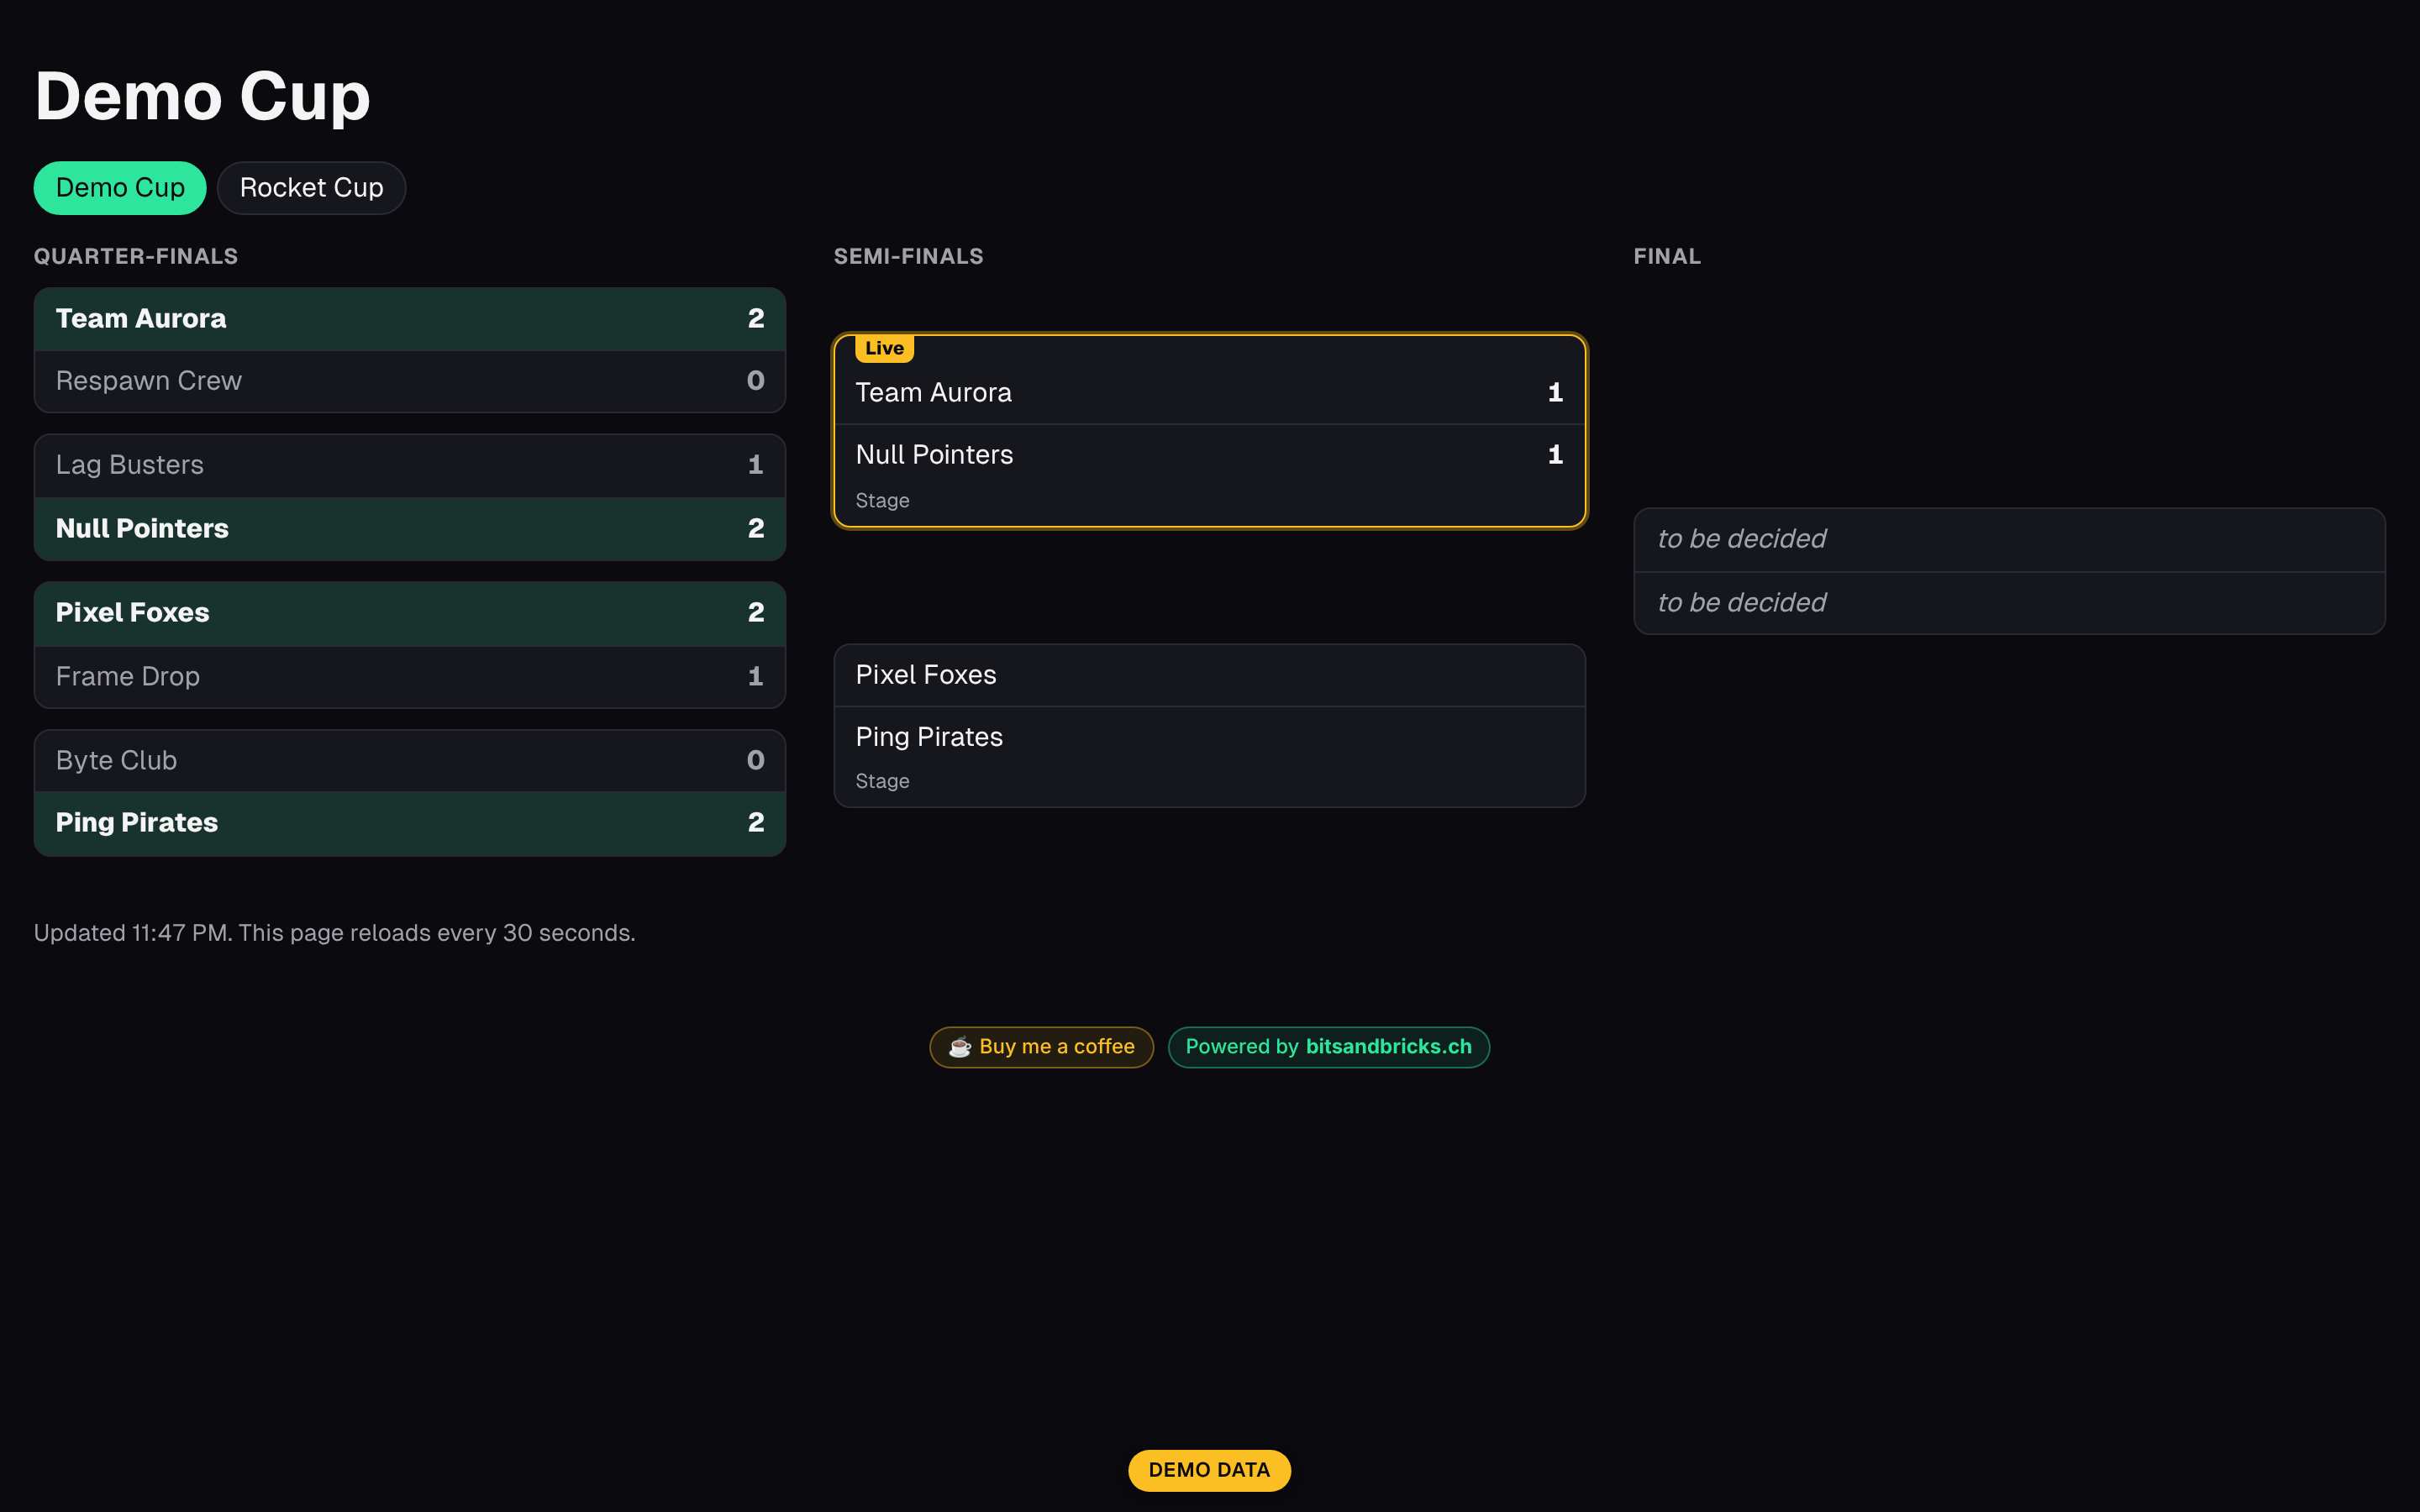 Demo Cup
Demo Cup
Rocket Cup
QUARTER-FINALS
Team Aurora 2
Respawn Crew 0
Lag Busters 1
Null Pointers 2
Pixel Foxes 2
Frame Drop 1
Byte Club 0
Ping Pirates 2
SEMI-FINALS
Live
Team Aurora 1
Null Pointers 1
Stage
Pixel Foxes
Ping Pirates
Stage
FINAL
to be decided
to be decided
Updated 11:47 PM. This page reloads every 30 seconds.
Buy me a coffee
Powered by bitsandbricks.ch
DEMO DATA